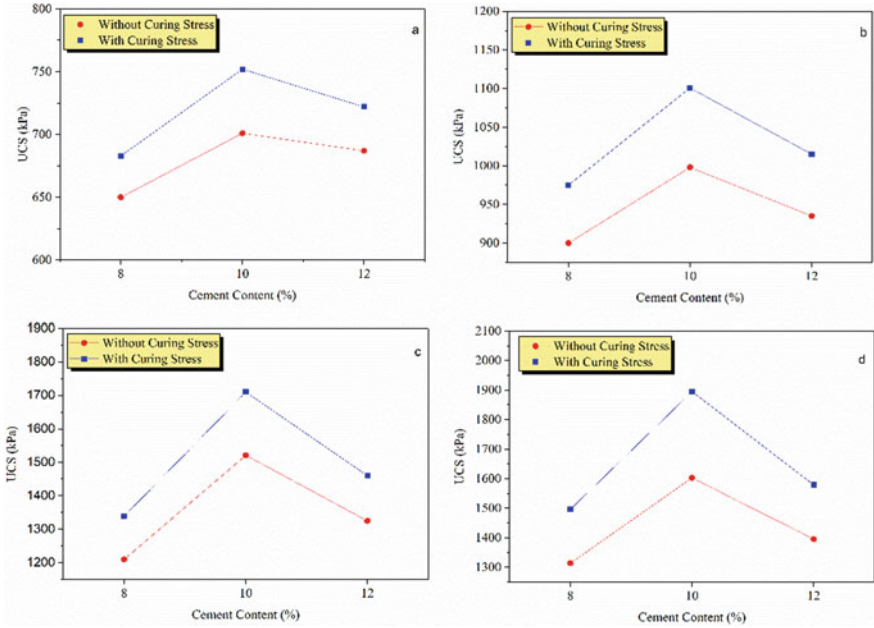 800
750
700
650
600
UCS (kPa)
Without Curing Stress
With Curing Stress
a
8
10
12
Cement Content (%)
1200
1150
1100
1050
1000
950
900
UCS (kPa)
Without Curing Stress
With Curing Stress
b
8
10
12
Cement Content (%)
1900
1800
1700
1600
1500
1400
1300
1200
UCS (kPa)
Without Curing Stress
With Curing Stress
c
8
10
12
Cement Content (%)
2100
2000
1900
1800
1700
1600
1500
1400
1300
UCS (kPa)
Without Curing Stress
With Curing Stress
d
8
10
12
Cement Content (%)